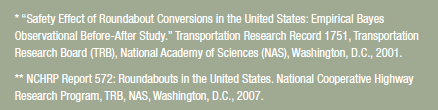 * “Safety Effect of Roundabout Conversions in the United States: Empirical Bayes
Observational Before-After Study.” Transportation Research Record 1751, Transportation
Research Board (TRB), National Academy of Sciences (NAS), Washington, D.C., 2001.
** NCHRP Report 572: Roundabouts in the United States. National Cooperative Highway
Research Program, TRB, NAS, Washington, D.C., 2007.